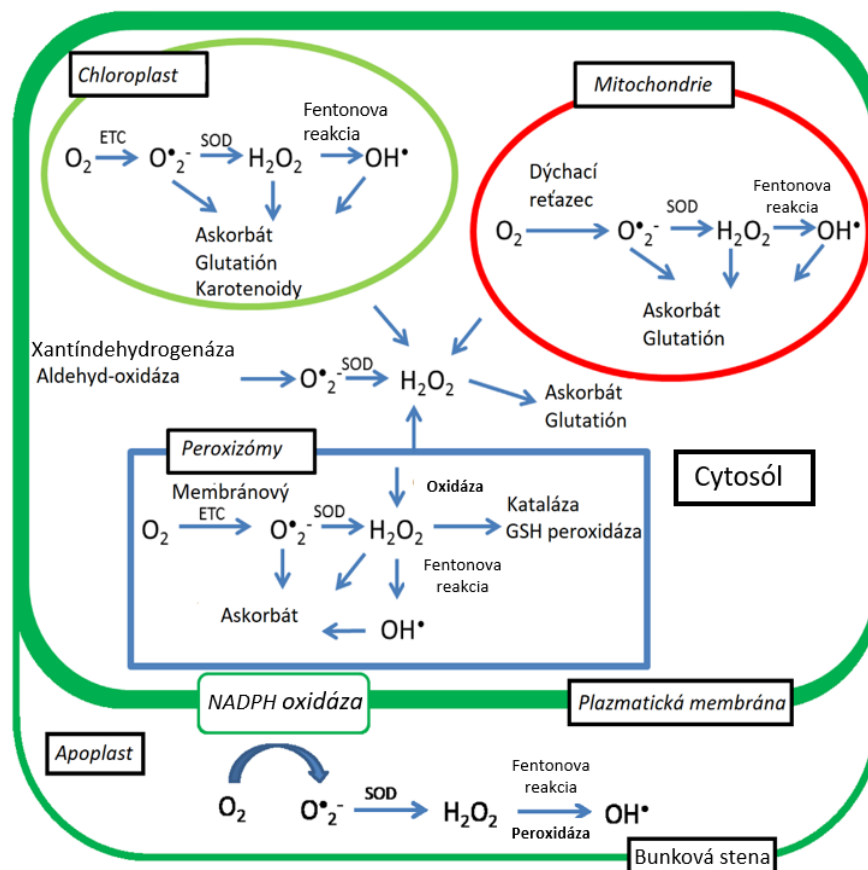 Chloroplast
ETC
SOD
Fentonova
reakcia
O₂
O•₂⁻
H₂O₂
OH•
Askorbát
Glutatión
Karotenoidy
Mitochondrie
Dýchací
reťazec
SOD
Fentonova
reakcia
O₂
O•₂⁻
H₂O₂
OH•
Askorbát
Glutatión
Xantíndehydrogenáza
Aldehyd-oxidáza
O•₂⁻
SOD
H₂O₂
Askorbát
Glutatión
Peroxizómy
Cytosól
Oxidáza
Membránový
ETC
SOD
O₂
O•₂⁻
H₂O₂
Kataláza
GSH peroxidáza
Fentonova
reakcia
Askorbát
OH•
NADPH oxidáza
Plazmatická membrána
Apoplast
O₂
O•₂⁻
SOD
H₂O₂
Fentonova
reakcia
Peroxidáza
OH•
Bunková stena